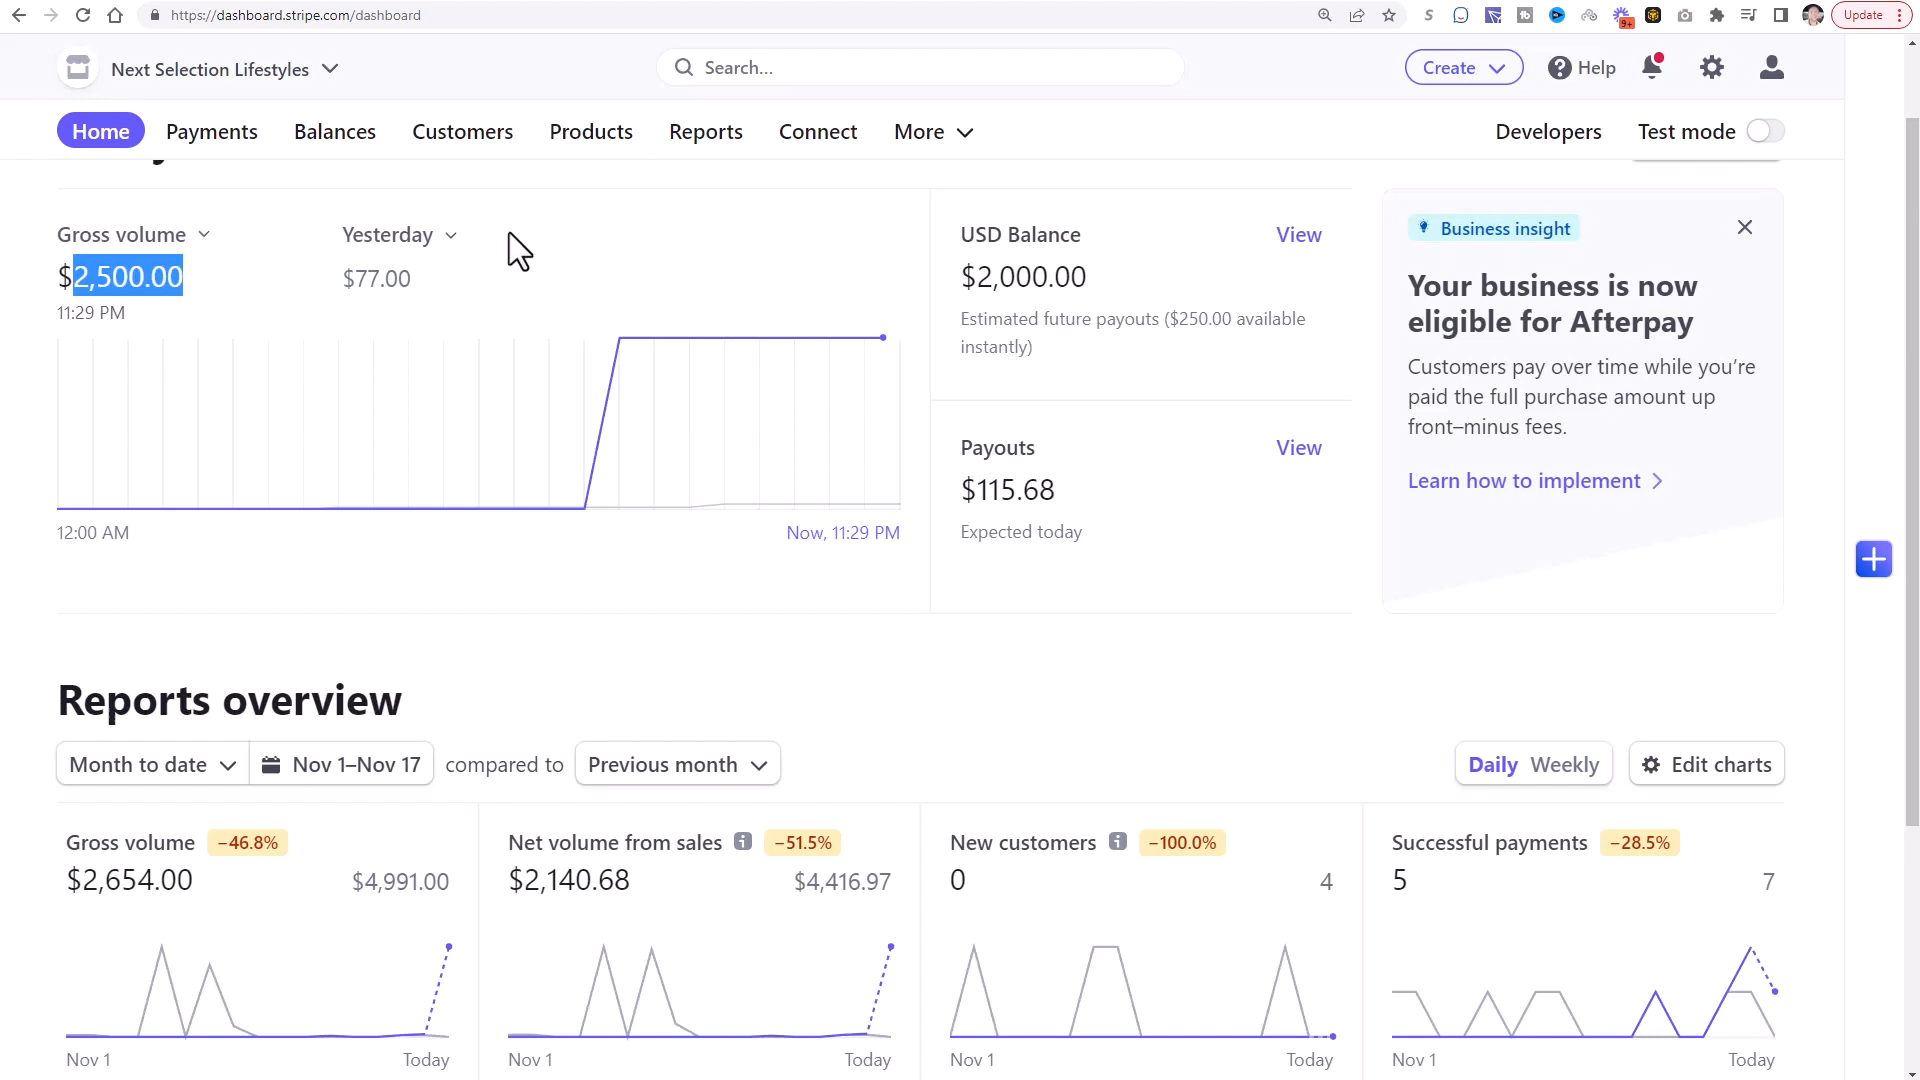 https://dashboard.stripe.com/dashboard
9+
Update
Next Selection Lifestyles
Search...
Create
Help
Home
Payments
Balances
Customers
Products
Reports
Connect
More
Developers
Test mode
Gross volume
Yesterday
$2,500.00
$77.00
11:29 PM
12:00 AM
Now, 11:29 PM
USD Balance
View
$2,000.00
Estimated future payouts ($250.00 available
instantly)
Payouts
View
$115.68
Expected today
Business insight
Your business is now
eligible for Afterpay
Customers pay over time while you’re
paid the full purchase amount up
front–minus fees.
Learn how to implement
Reports overview
Month to date
Nov 1–Nov 17
compared to
Previous month
Daily
Weekly
Edit charts
Gross volume
−46.8%
$2,654.00
$4,991.00
Nov 1
Today
Net volume from sales
−51.5%
$2,140.68
$4,416.97
Nov 1
Today
New customers
−100.0%
0
4
Nov 1
Today
Successful payments
−28.5%
5
7
Nov 1
Today